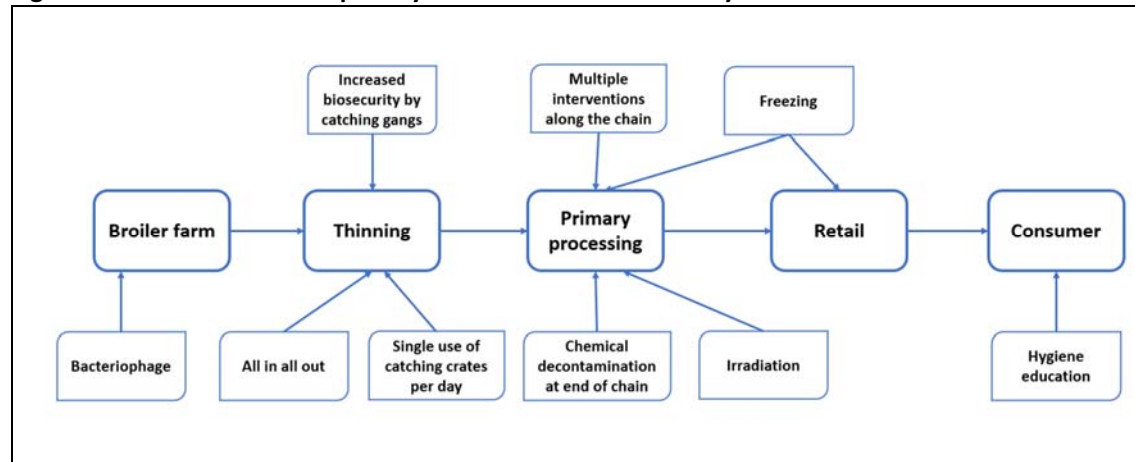 Increased
biosecurity by
catching gangs
Multiple
interventions
along the chain
Freezing
Broiler farm
Thinning
Primary
processing
Retail
Consumer
Bacteriophage
All in all out
Single use of
catching crates
per day
Chemical
decontamination
at end of chain
Irradiation
Hygiene
education